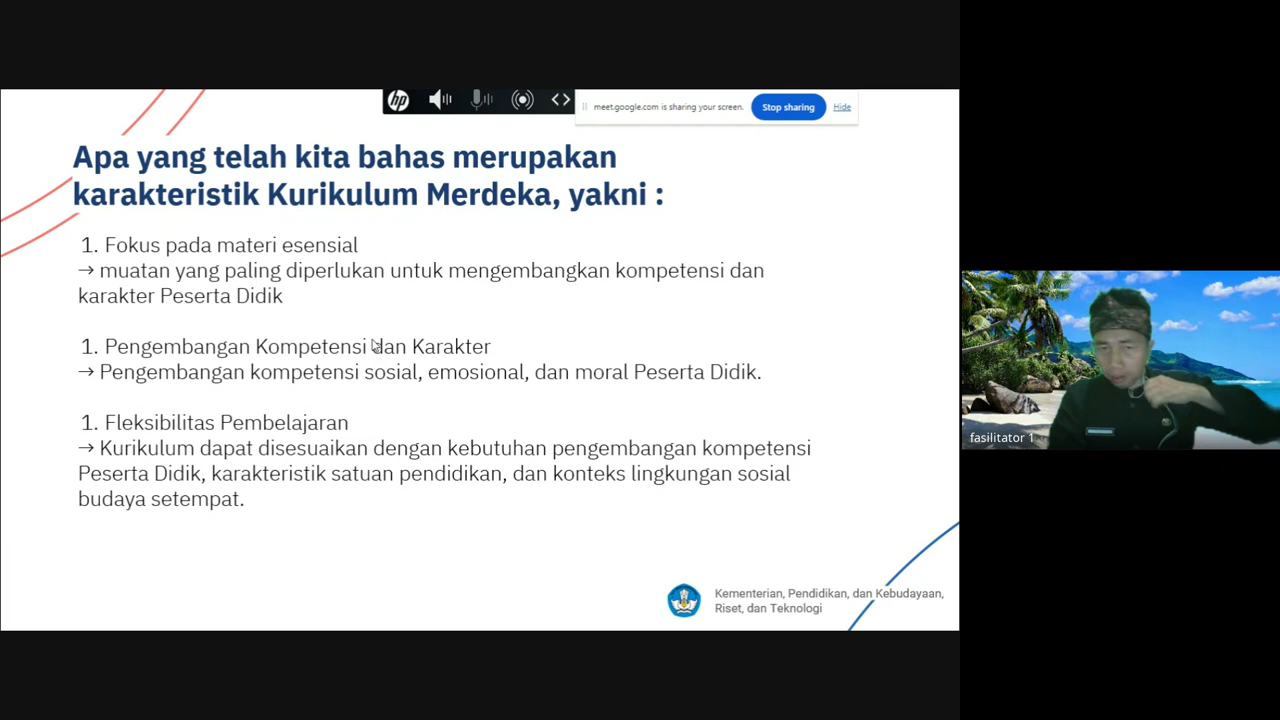 hp
meet.google.com is sharing your screen.
Stop sharing
Hide
Apa yang telah kita bahas merupakan
karakteristik Kurikulum Merdeka, yakni :
1. Fokus pada materi esensial
→ muatan yang paling diperlukan untuk mengembangkan kompetensi dan
karakter Peserta Didik
1. Pengembangan Kompetensi dan Karakter
→ Pengembangan kompetensi sosial, emosional, dan moral Peserta Didik.
1. Fleksibilitas Pembelajaran
→ Kurikulum dapat disesuaikan dengan kebutuhan pengembangan kompetensi
Peserta Didik, karakteristik satuan pendidikan, dan konteks lingkungan sosial
budaya setempat.
Kementerian, Pendidikan, dan Kebudayaan,
Riset, dan Teknologi
fasilitator 1